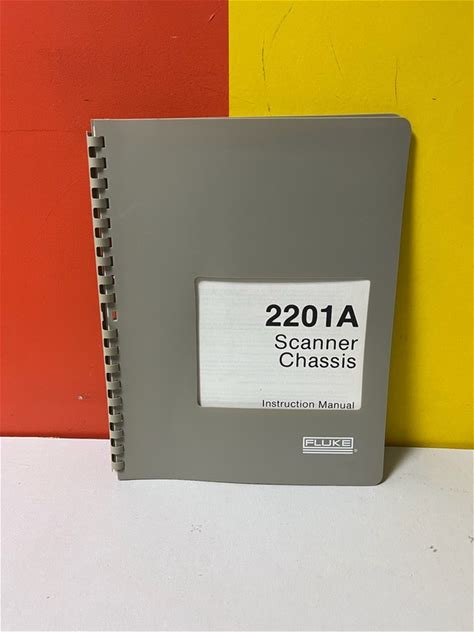 2201A
Scanner
Chassis
Instruction Manual
FLUKE
®